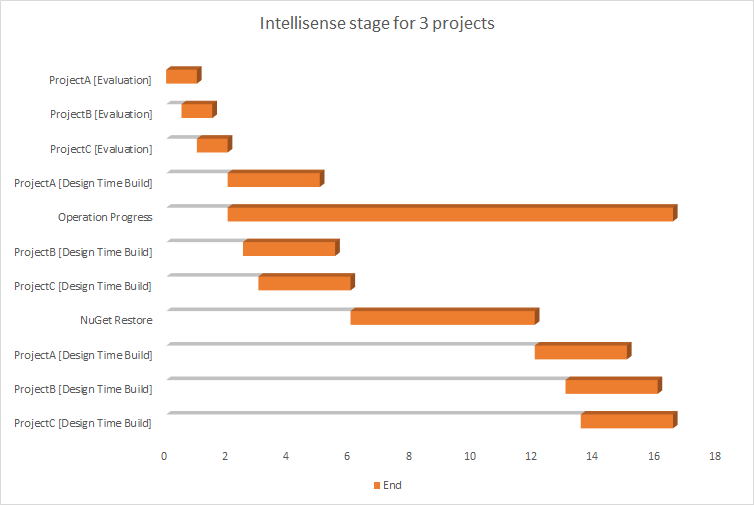 Intellisense stage for 3 projects
ProjectA [Evaluation]
ProjectB [Evaluation]
ProjectC [Evaluation]
ProjectA [Design Time Build]
Operation Progress
ProjectB [Design Time Build]
ProjectC [Design Time Build]
NuGet Restore
ProjectA [Design Time Build]
ProjectB [Design Time Build]
ProjectC [Design Time Build]
0 2 4 6 8 10 12 14 16 18
End